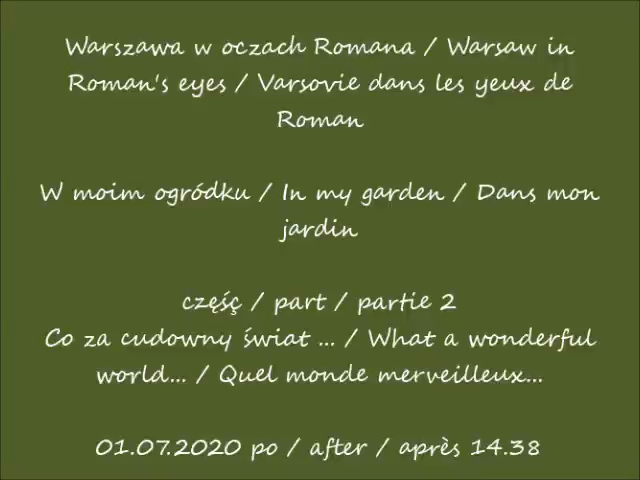 Warszawa w oczach Romana / Warsaw in
Roman's eyes / Varsovie dans les yeux de
Roman
W moim ogródku / In my garden / Dans mon
jardin
częśç / part / partie 2
Co za cudowny świat ... / What a wonderful
world... / Quel monde merveilleux...
01.07.2020 po / after / après 14.38